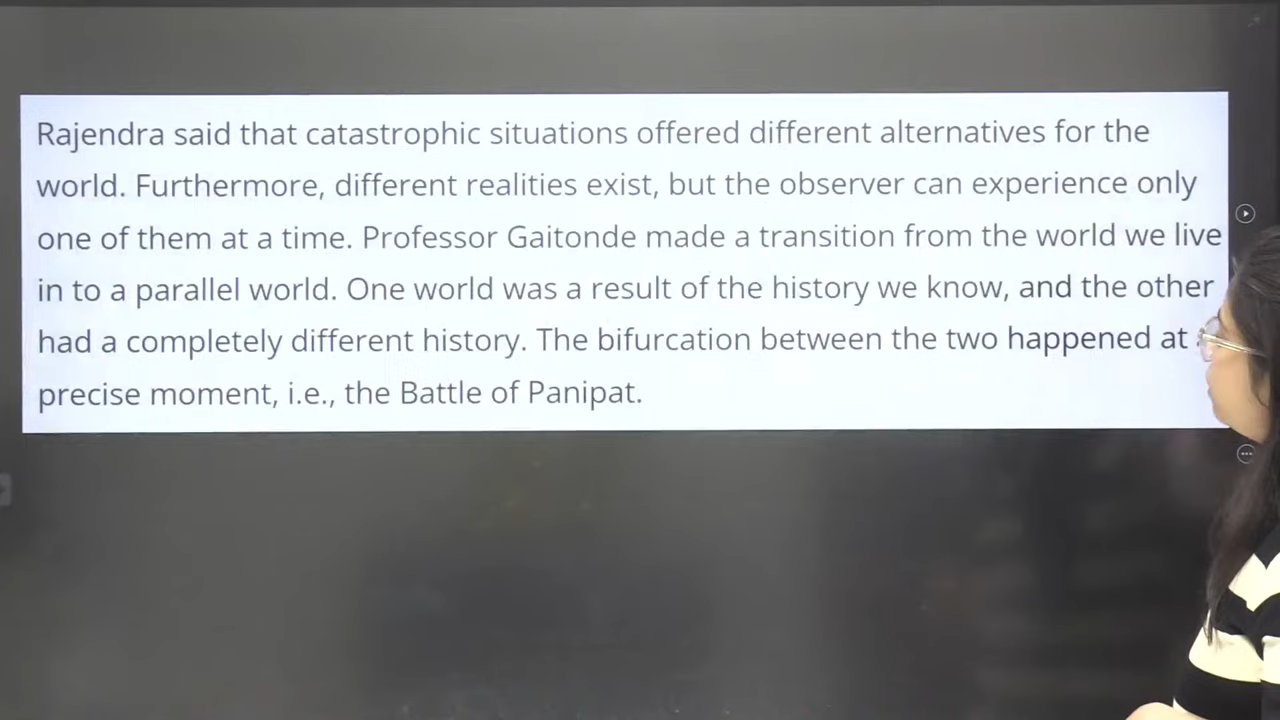 Rajendra said that catastrophic situations offered different alternatives for the
world. Furthermore, different realities exist, but the observer can experience only
one of them at a time. Professor Gaitonde made a transition from the world we live
in to a parallel world. One world was a result of the history we know, and the other
had a completely different history. The bifurcation between the two happened at
precise moment, i.e., the Battle of Panipat.